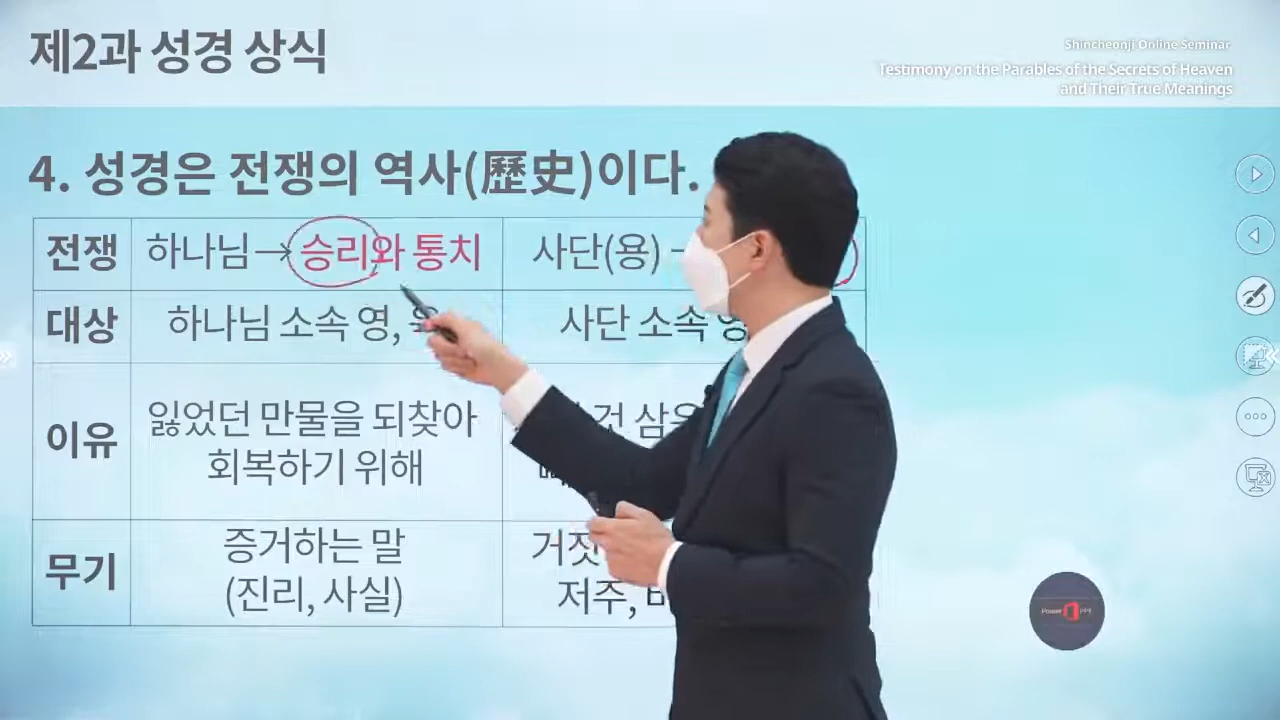 제2과 성경 상식
Shincheonji Online Seminar
Testimony on the Parables of the Secrets of Heaven
and Their True Meanings
4. 성경은 전쟁의 역사(歷史)이다.
전쟁 하나님→승리와 통치 사단(용)
대상 하나님 소속 영, 사단 소속
이유 잃었던 만물을 되찾아
회복하기 위해
무기 증거하는 말
(진리, 사실)
저주,